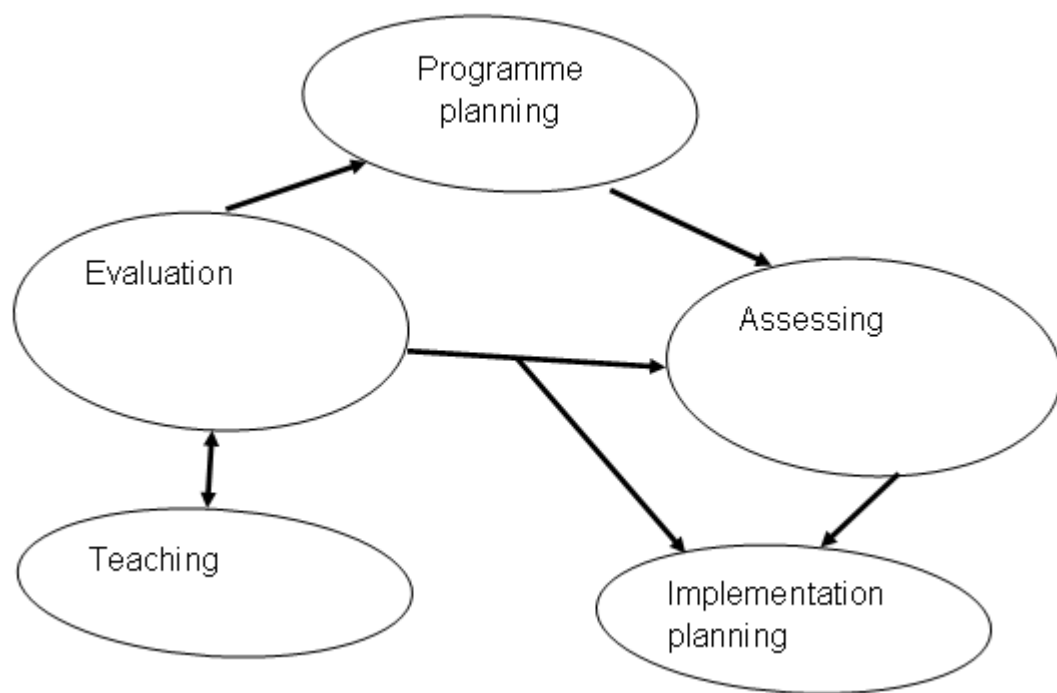 Programme
planning
Evaluation
Assessing
Teaching
Implementation
planning